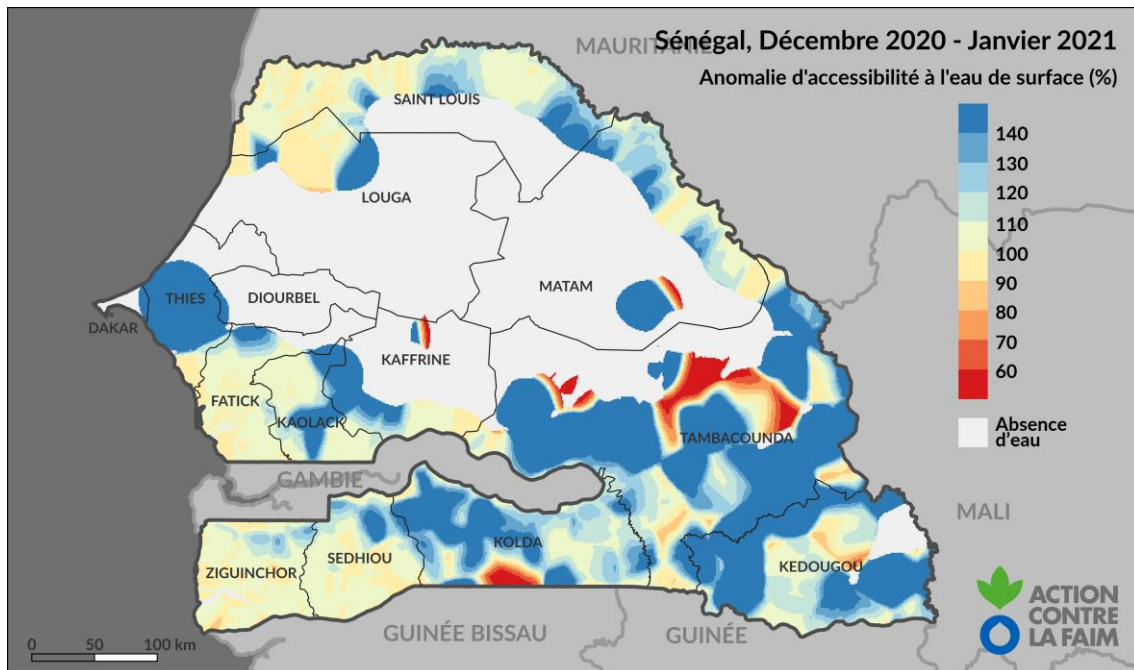 MAURITANIE
Sénégal, Décembre 2020 - Janvier 2021
Anomalie d'accessibilité à l'eau de surface (%)
SAINT LOUIS
140
130
120
110
100
90
80
70
60
Absence
d'eau
LOUGA
MATAM
THIES
DIOURBEL
DAKAR
KAFFRINE
FATICK
KAOLACK
TAMBACOUNDA
GAMBIE
MALI
KOLDA
SEDHIOU
ZIGUINCHOR
KEDOUGOU
GUINÉE BISSAU
GUINÉE
0 50 100 km
ACTION
CONTRE
LA FAIM